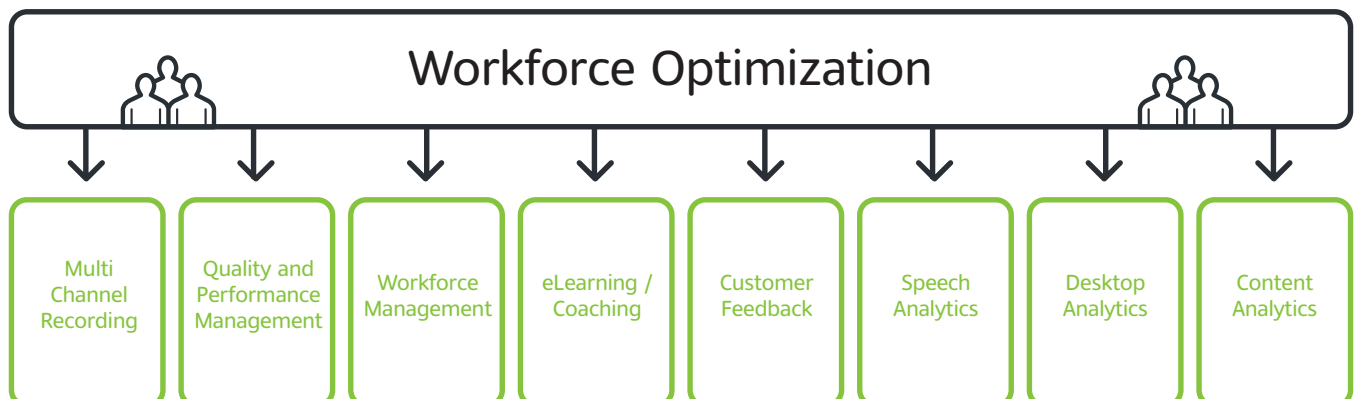 Workforce Optimization
Multi
Channel
Recording
Quality and
Performance
Management
Workforce
Management
eLearning /
Coaching
Customer
Feedback
Speech
Analytics
Desktop
Analytics
Content
Analytics